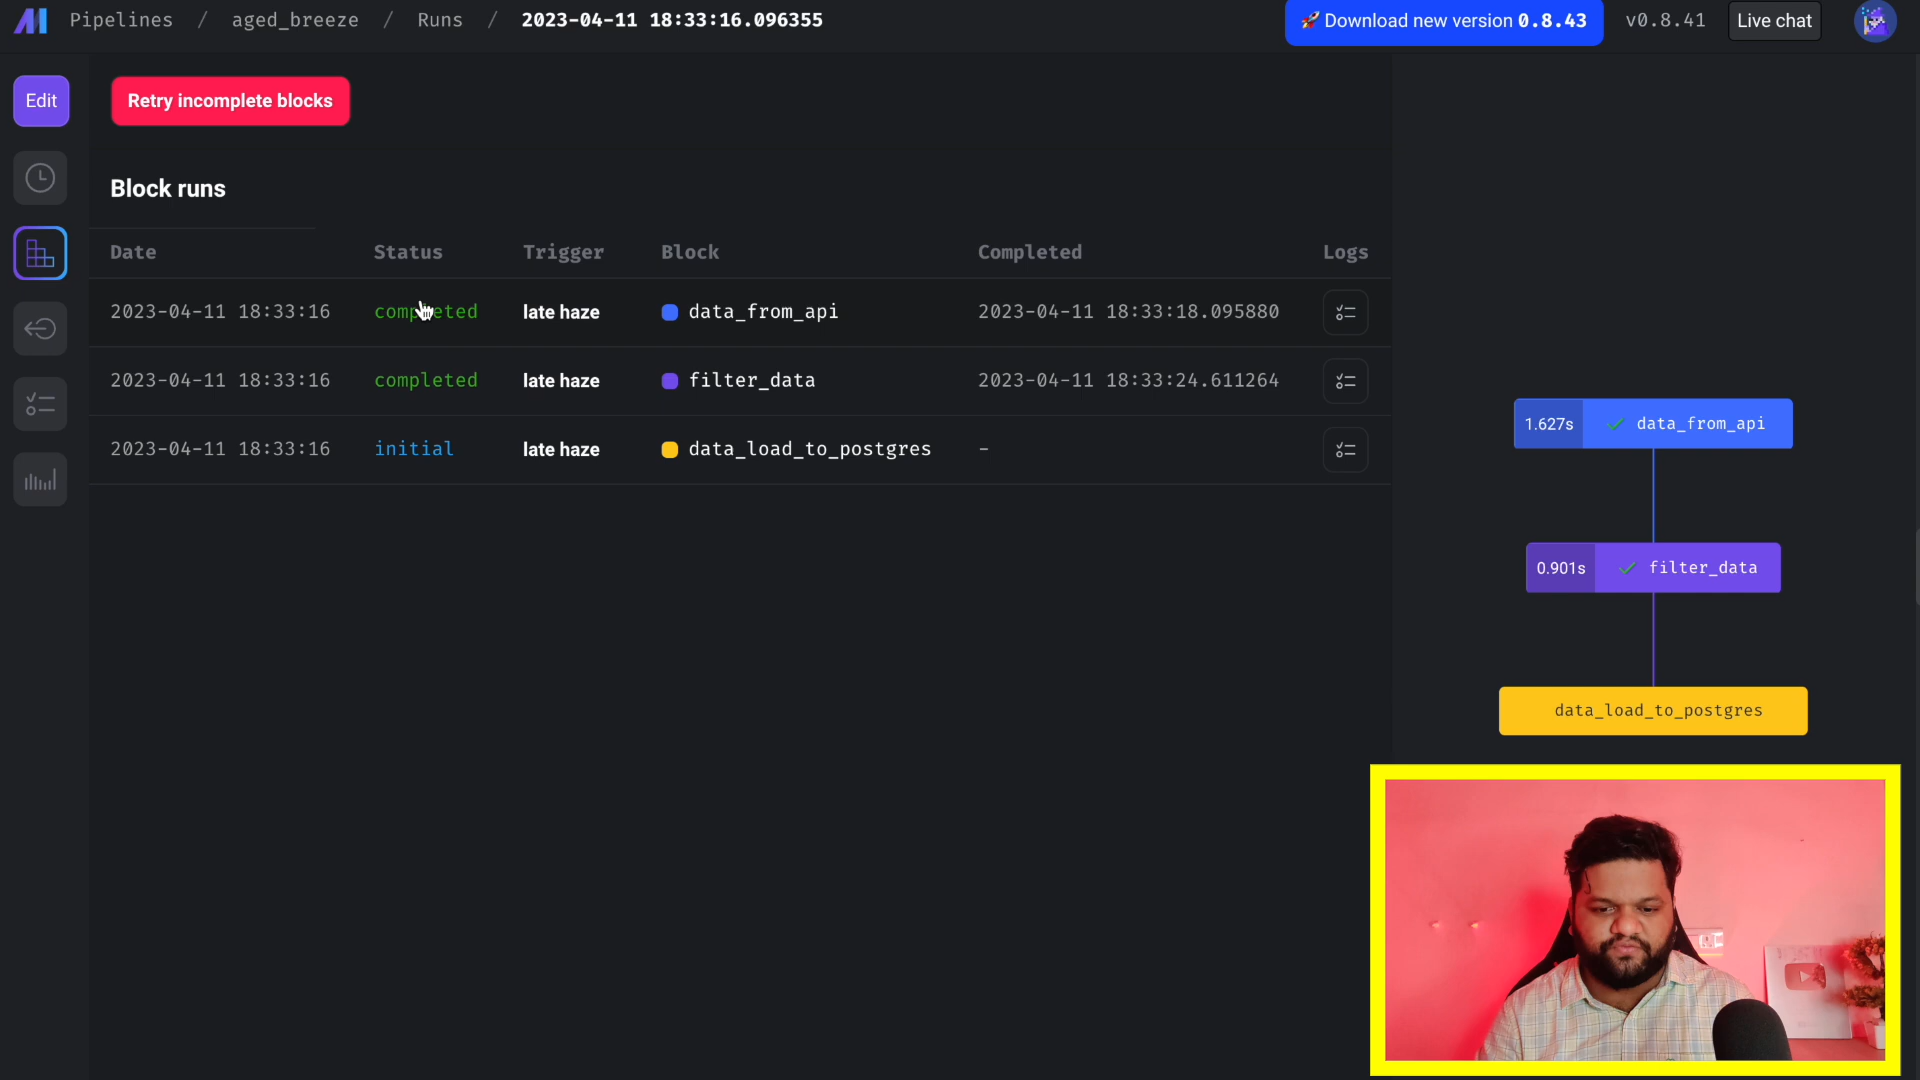 Pipelines / aged_breeze / Runs / 2023-04-11 18:33:16.096355
🚀 Download new version 0.8.43
v0.8.41
Live chat
Edit
Retry incomplete blocks
Block runs
Date Status Trigger Block Completed Logs
2023-04-11 18:33:16 completed late haze data_from_api 2023-04-11 18:33:18.095880
2023-04-11 18:33:16 completed late haze filter_data 2023-04-11 18:33:24.611264
2023-04-11 18:33:16 initial late haze data_load_to_postgres -
1.627s ✓ data_from_api
0.901s ✓ filter_data
data_load_to_postgres